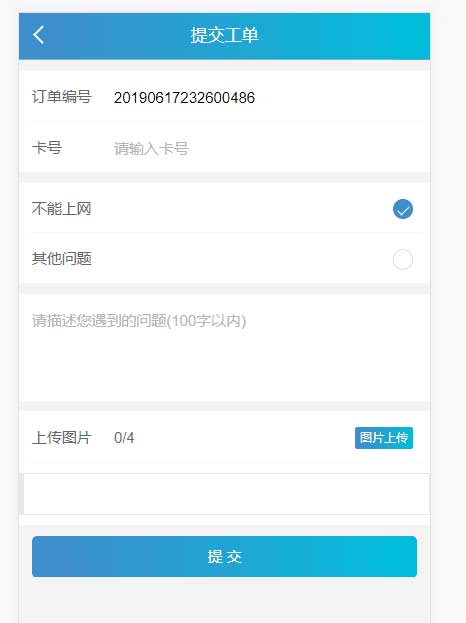 提交工单
订单编号 20190617232600486
卡号 请输入卡号
不能上网
其他问题
请描述您遇到的问题(100字以内)
上传图片 0/4 图片上传
提 交